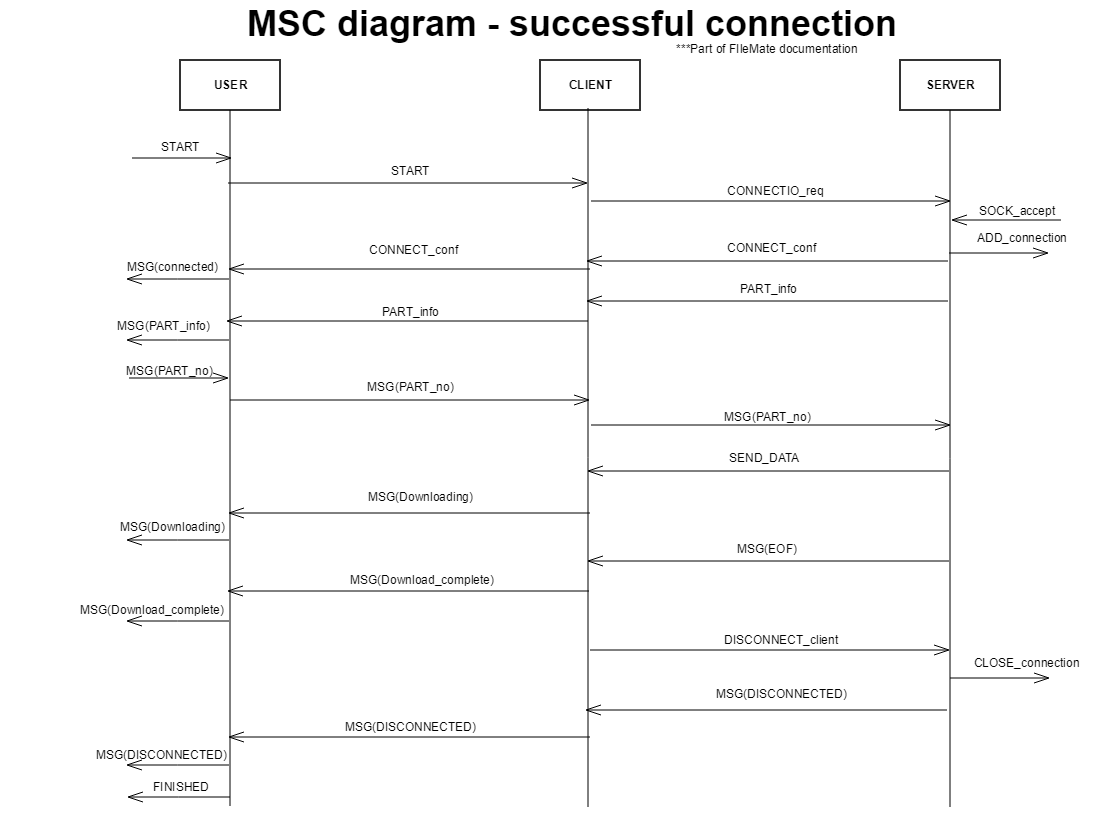 MSC diagram - successful connection
***Part of FIleMate documentation
USER
CLIENT
SERVER
START
START
CONNECTIO_req
SOCK_accept
ADD_connection
CONNECT_conf
CONNECT_conf
MSG(connected)
PART_info
PART_info
MSG(PART_info)
MSG(PART_no)
MSG(PART_no)
MSG(PART_no)
SEND_DATA
MSG(Downloading)
MSG(Downloading)
MSG(EOF)
MSG(Download_complete)
MSG(Download_complete)
DISCONNECT_client
CLOSE_connection
MSG(DISCONNECTED)
MSG(DISCONNECTED)
MSG(DISCONNECTED)
FINISHED